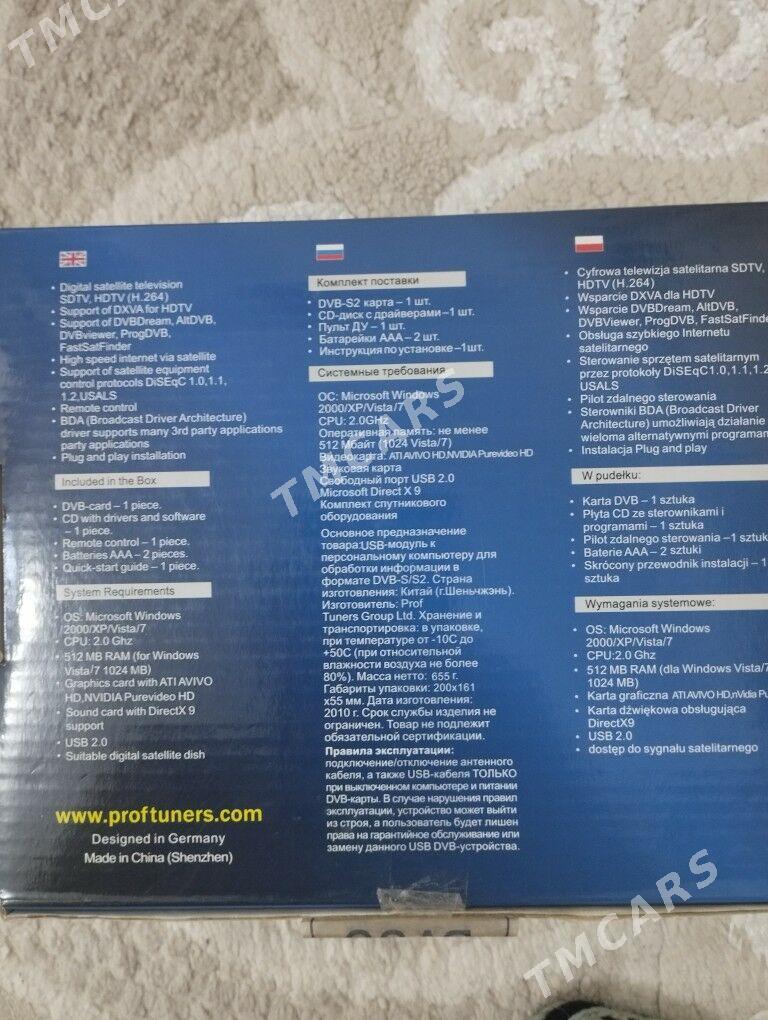 TMCARS
Digital satellite television
SDTV, HDTV (H.264)
Support of DXVA for HDTV
Support of DVBDream, AltDVB,
DVBviewer, ProgDVB,
FastSatFinder
High speed internet via satellite
Support of satellite equipment
control protocols DiSEqC 1.0,1.1,
1.2,USALS
Remote control
BDA (Broadcast Driver Architecture)
driver supports many 3rd party applications
party applications
Plug and play installation
Included in the Box
DVB-card – 1 piece.
CD with drivers and software
– 1 piece.
Remote control – 1 piece.
Batteries AAA – 2 pieces.
Quick-start guide – 1 piece.
System Requirements
OS: Microsoft Windows
2000/XP/Vista/7
CPU: 2.0 Ghz
512 MB RAM (for Windows
Vista/7 1024 MB)
Graphics card with ATI AVIVO
HD,NVIDIA Purevideo HD
Sound card with DirectX 9
support
USB 2.0
Suitable digital satellite dish
www.proftuners.com
Designed in Germany
Made in China (Shenzhen)
Комплект поставки
DVB-S2 карта – 1 шт.
CD-диск с драйверами–1 шт.
Пульт ДУ – 1 шт.
Батарейки AAA – 2 шт.
Инструкция по установке –1шт.
Системные требования
ОС: Microsoft Windows
2000/XP/Vista/7
CPU: 2.0GHz
Оперативная память: не менее
512 Мбайт (1024 Vista/7)
Видеокарта: ATI AVIVO HD,NVIDIA Purevideo HD
Звуковая карта
Свободный порт USB 2.0
Microsoft Direct X 9
Комплект спутникового
оборудования
Основное предназначение
товара:USB-модуль к
персональному компьютеру для
обработки информации в
формате DVB-S/S2. Страна
изготовления: Китай (г.Шеньчжэнь).
Изготовитель: Prof
Tuners Group Ltd. Хранение и
транспортировка: в упаковке,
при температуре от -10C до
+50C (при относительной
влажности воздуха не более
80%). Масса нетто: 655 г.
Габариты упаковки: 200x161
x55 мм. Дата изготовления:
2010 г. Срок службы изделия не
ограничен. Товар не подлежит
обязательной сертификации.
Правила эксплуатации:
подключение/отключение антенного
кабеля, а также USB-кабеля ТОЛЬКО
при выключенном компьютере и питании
DVB-карты. В случае нарушения правил
эксплуатации, устройство может выйти
из строя, а пользователь будет лишен
права на гарантийное обслуживание или
замену данного USB DVB-устройства.
Cyfrowa telewizja satelitarna SDTV,
HDTV (H.264)
Wsparcie DXVA dla HDTV
Wsparcie DVBDream, AltDVB,
DVBViewer, ProgDVB,
Obsługa szybkiego Internetu
satelitarnego
Sterowanie sprzętem satelitarnym
przez protokoły DiSEqC1.0,1.1,1.2
USALS
Pilot zdalnego sterowania
Sterowniki BDA (Broadcast Driver
Architecture) umożliwiają działanie
wieloma alternatywnymi
Instalacja Plug and play
W pudełku:
Karta DVB – 1 sztuka
Płyta CD ze sterownikami i
programami – 1 sztuka
Pilot zdalnego sterowania –1
Baterie AAA – 2 sztuki
Skrócony przewodnik instalacji – 1
sztuka
Wymagania systemowe:
OS: Microsoft Windows
2000/XP/Vista/7
CPU:2.0 GHz
512 MB RAM (dla Windows Vista/7
1024 MB)
Karta graficzna ATI AVIVO HD,nVidia
Karta dźwiękowa obsługująca
DirectX9
USB 2.0
dostęp do sygnału satelitarnego
TMCARS
TMCARS